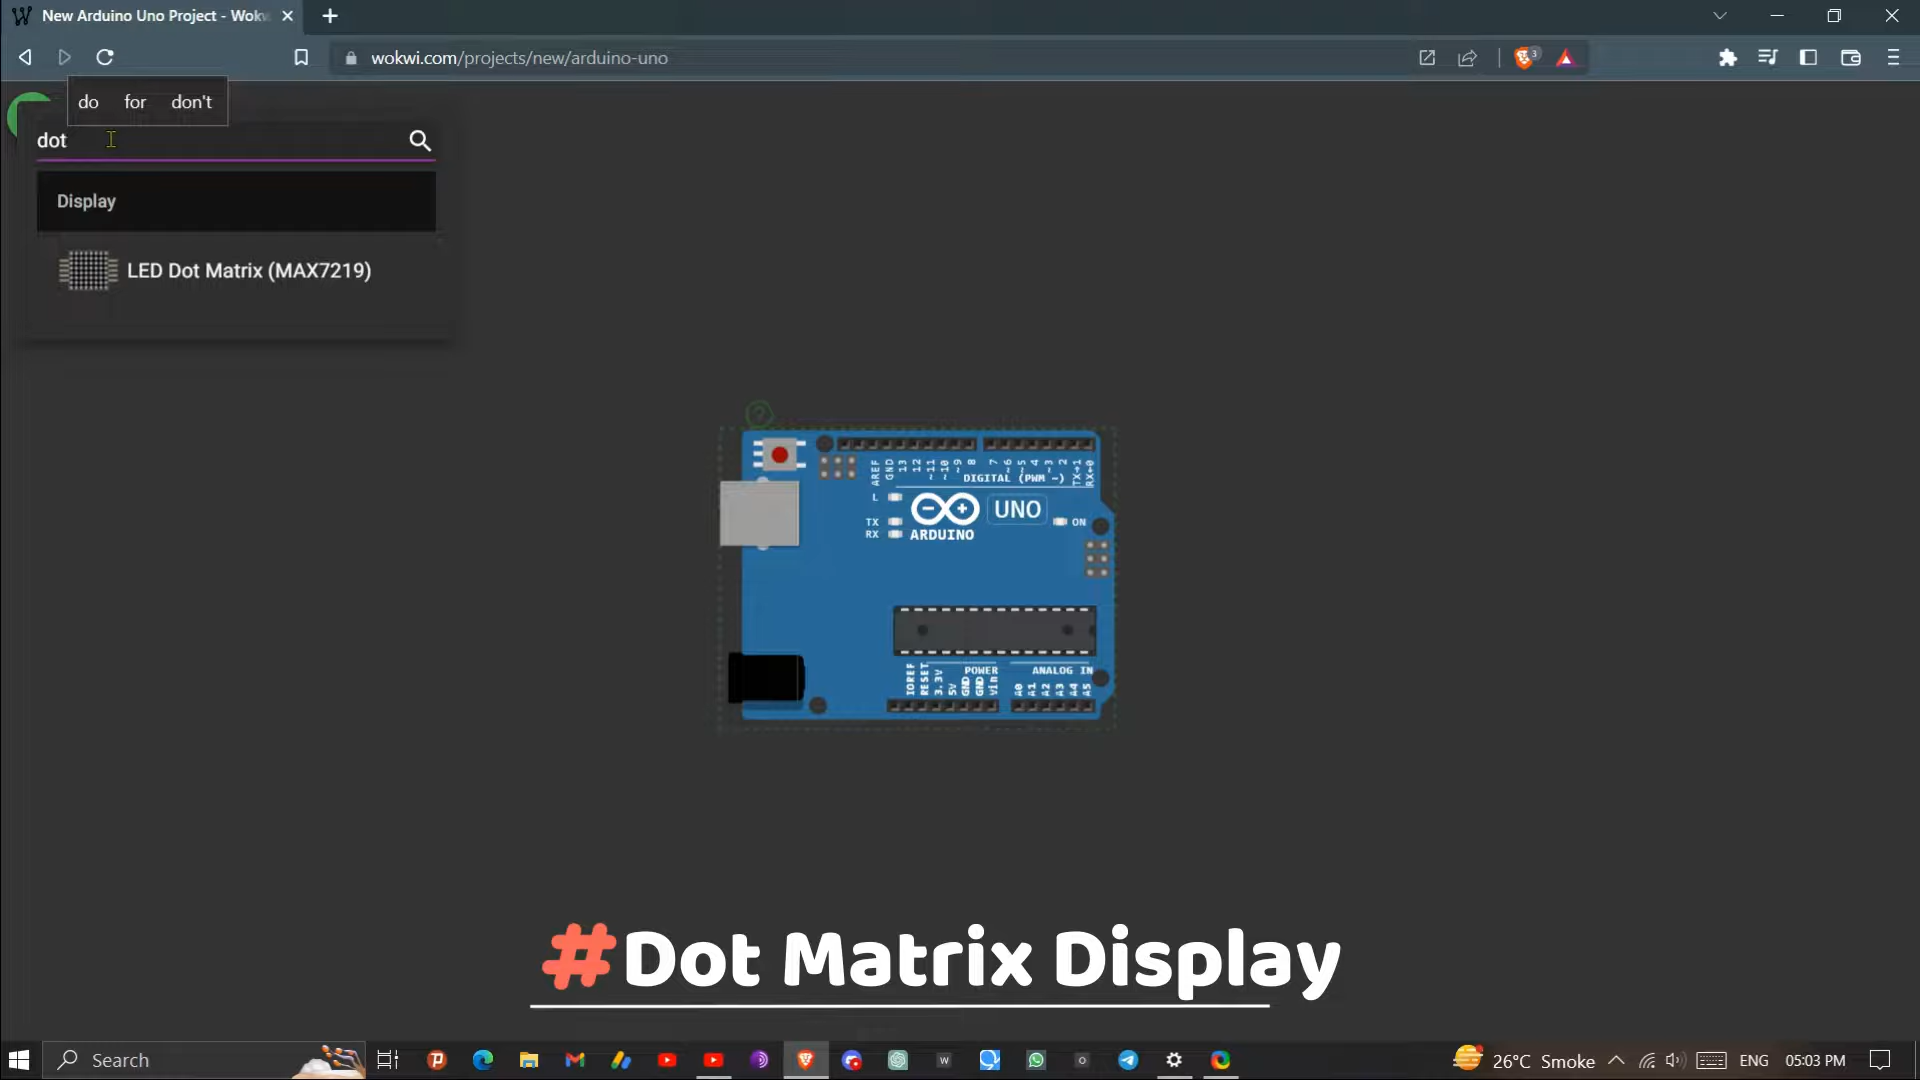 New Arduino Uno Project - Wokw
wokwi.com/projects/new/arduino-uno
3
do for don't
dot
Display
LED Dot Matrix (MAX7219)
AREF
GND
13
12
~11
~10
~9
8
7
~6
~5
4
~3
2
TX→1
RX←0
DIGITAL (PWM ~)
L
TX
RX
UNO
ARDUINO
ON
IOREF
RESET
3.3V
5V
GND
GND
Vin
POWER
ANALOG IN
A0
A1
A2
A3
A4
A5
#Dot Matrix Display
Search
26°C Smoke
ENG
05:03 PM